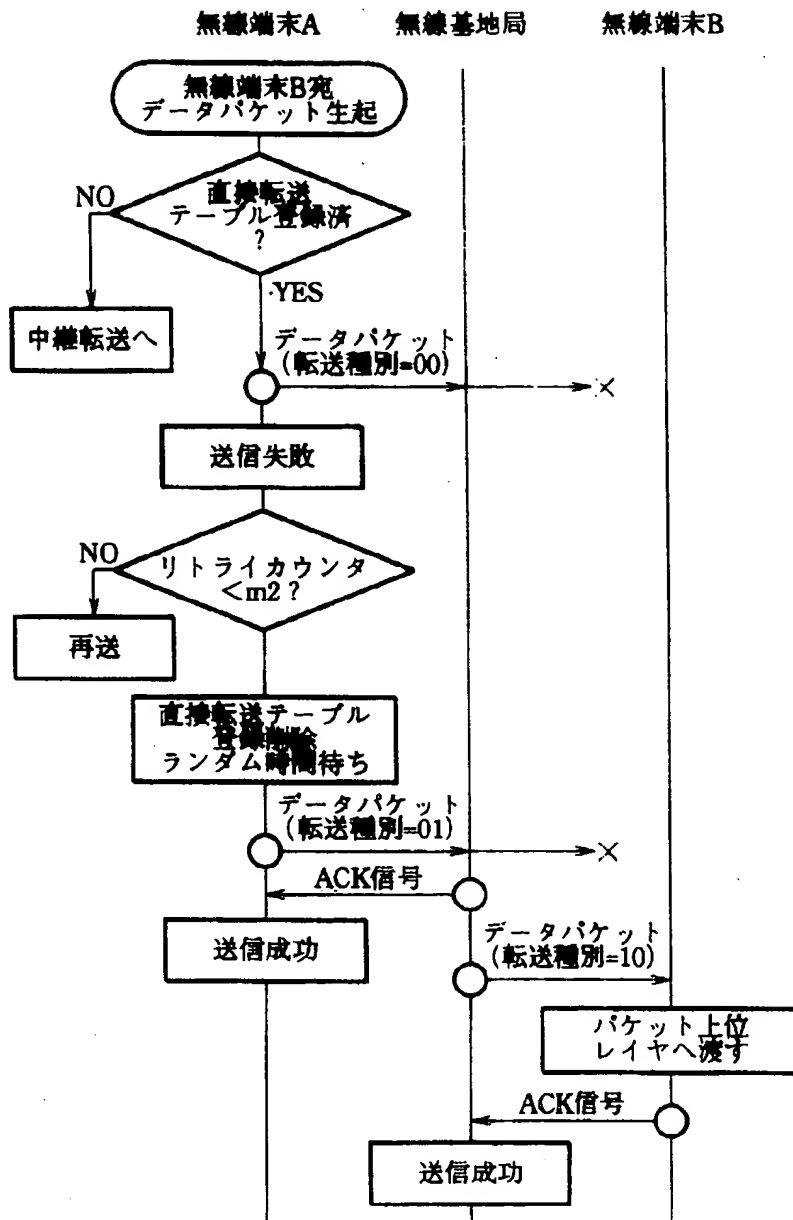 無線端末A 無線基地局 無線端末B
無線端末B宛
データパケット生起
直接転送
テーブル登録済
?
NO
YES
中継転送へ
データパケット
(転送種別=00)
×
送信失敗
リトライカウンタ
<m2?
NO
再送
直接転送テーブル
登録削除
ランダム時間待ち
データパケット
(転送種別=01)
×
ACK信号
送信成功
データパケット
(転送種別=10)
パケット上位
レイヤへ渡す
ACK信号
送信成功